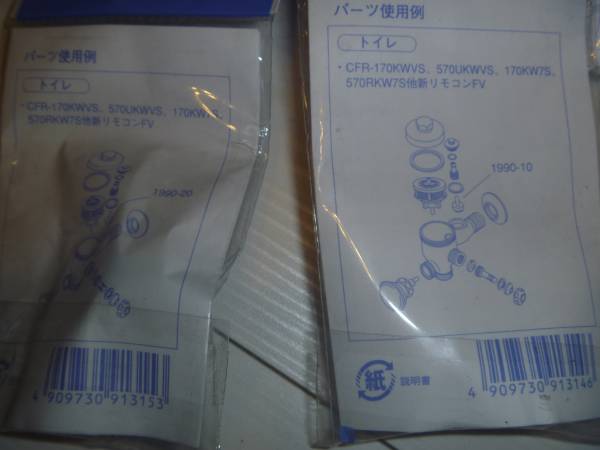 パーツ使用例
トイレ
・CFR-170KWVS、570UKWVS、170KW7S、
570RKW7S他新リモコンFV
1990-20
4 909730 913153
パーツ使用例
トイレ
・CFR-170KWVS、570UKWVS、170KW7S、
570RKW7S他新リモコンFV
1990-10
紙
説明書
4 909730 913146